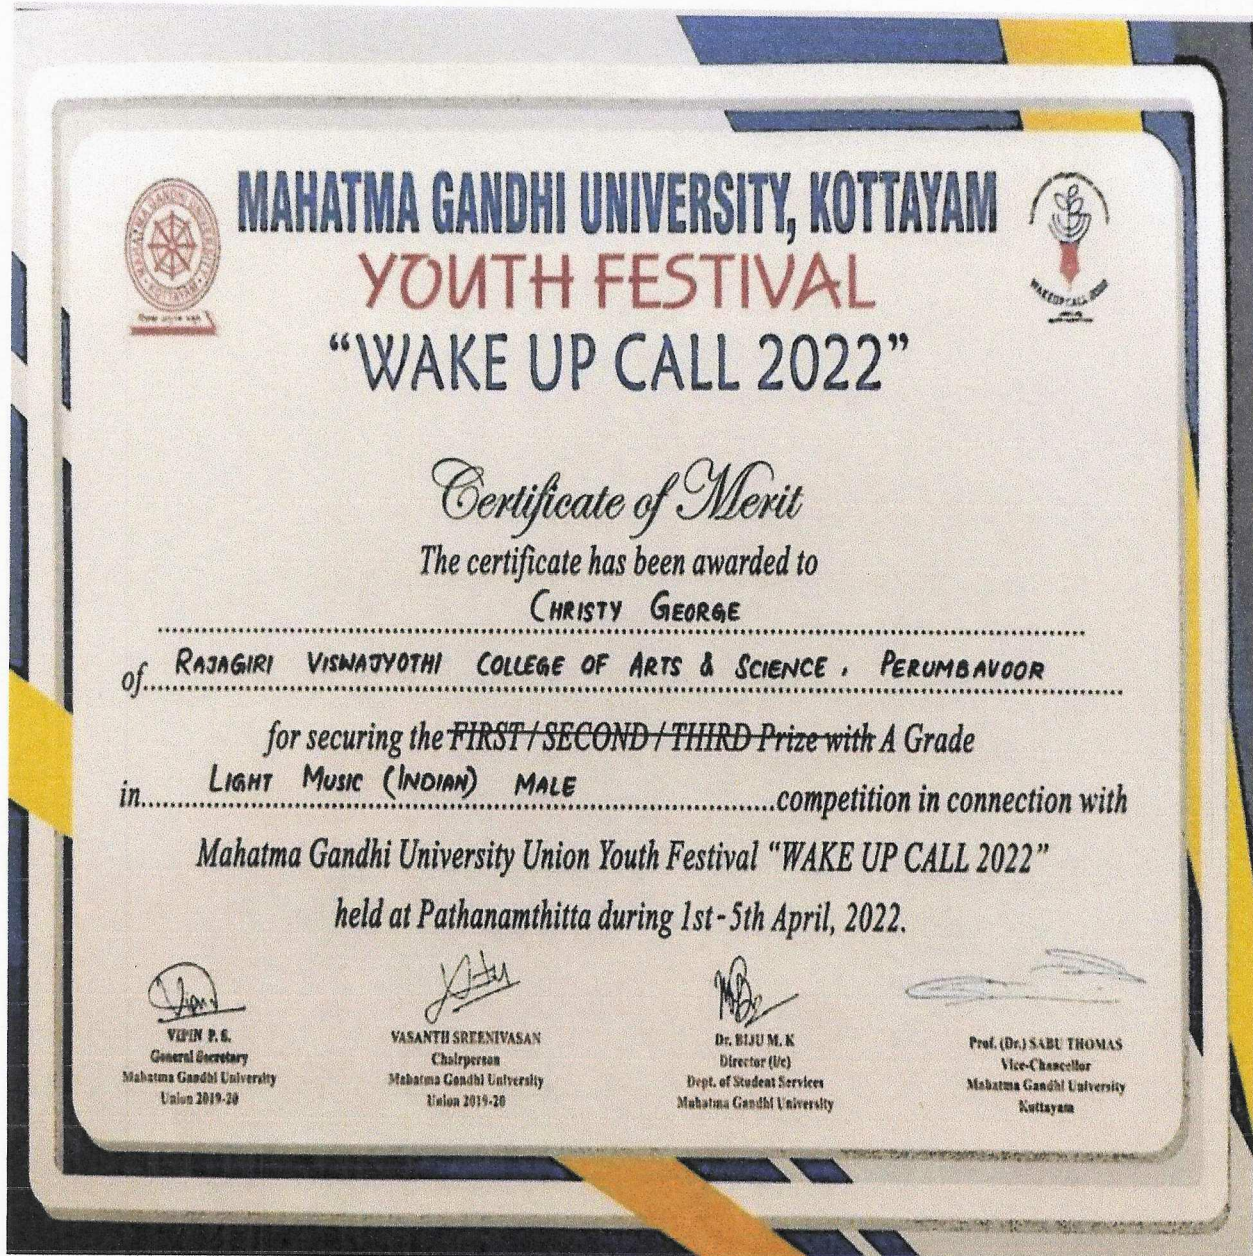 MAHATMA GANDHI UNIVERSITY, KOTTAYAM
YOUTH FESTIVAL
“WAKE UP CALL 2022”
Certificate of Merit
The certificate has been awarded to
CHRISTY GEORGE
of RAJAGIRI VISWAJYOTHI COLLEGE OF ARTS & SCIENCE, PERUMBAVOOR
for securing the FIRST / SECOND / THIRD Prize with A Grade
in LIGHT MUSIC (INDIAN) MALE competition in connection with
Mahatma Gandhi University Union Youth Festival “WAKE UP CALL 2022”
held at Pathanamthitta during 1st - 5th April, 2022.
VIPIN P. S.
General Secretary
Mahatma Gandhi University
Union 2019-20
VASANTH SREENIVASAN
Chairperson
Mahatma Gandhi University
Union 2019-20
Dr. BIJU M. K
Director (i/c)
Dept. of Student Services
Mahatma Gandhi University
Prof. (Dr.) SABU THOMAS
Vice-Chancellor
Mahatma Gandhi University
Kottayam